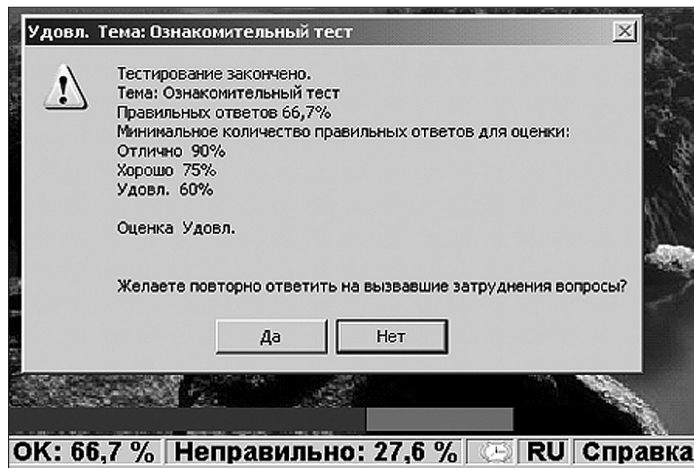 Удовл. Тема: Ознакомительный тест
Тестирование закончено.
Тема: Ознакомительный тест
Правильных ответов 66,7%
Минимальное количество правильных ответов для оценки:
Отлично 90%
Хорошо 75%
Удовл. 60%
Оценка Удовл.
Желаете повторно ответить на вызвавшие затруднения вопросы?
Да Нет
OK: 66,7 % Неправильно: 27,6 % RU Справка